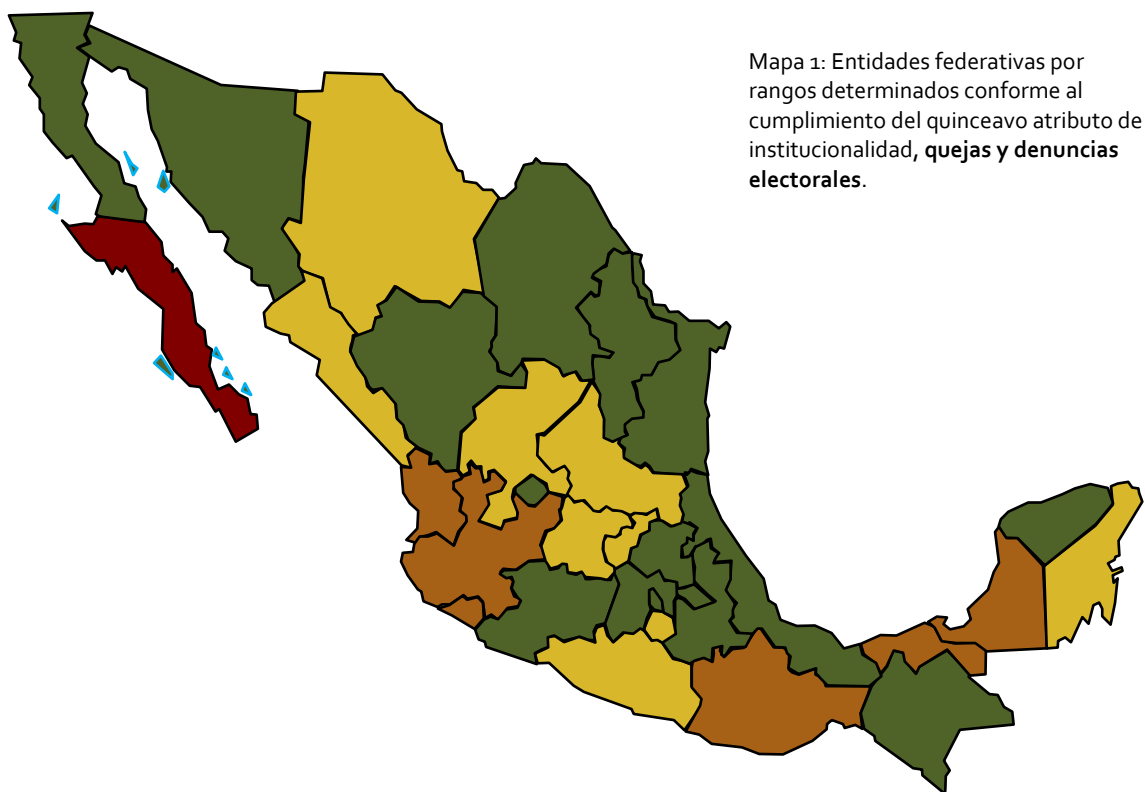 Mapa 1: Entidades federativas por
rangos determinados conforme al
cumplimiento del quinceavo atributo de
institucionalidad, quejas y denuncias
electorales.